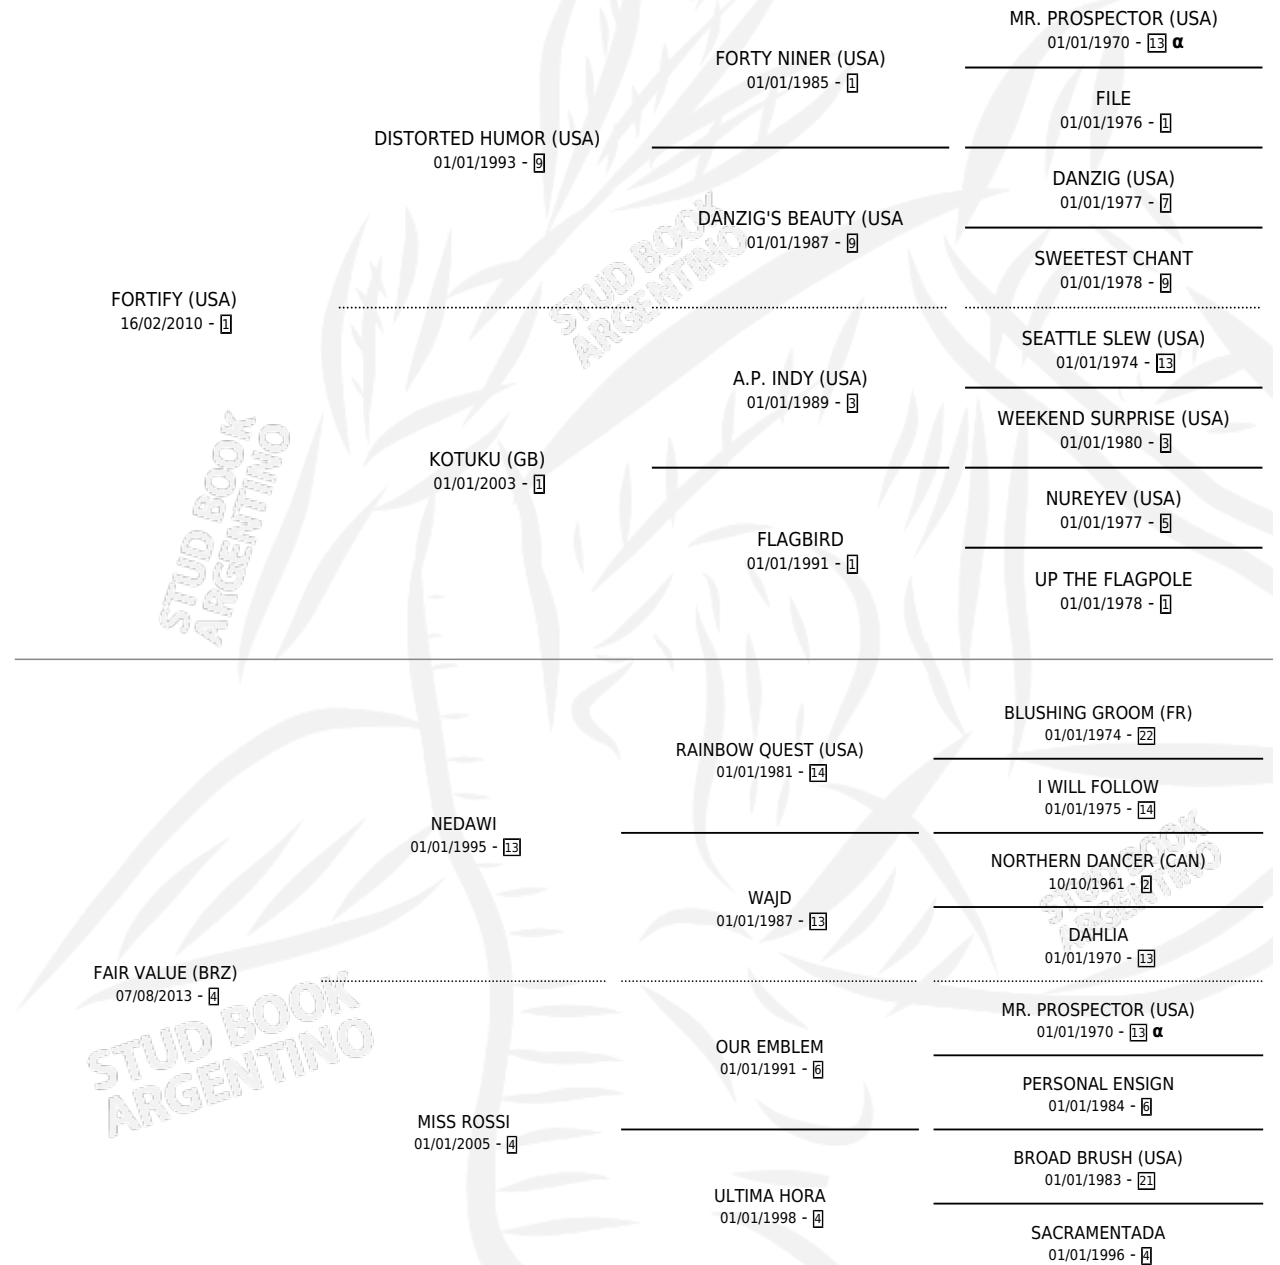 MR. PROSPECTOR (USA)
01/01/1970 - 13 α
FORTY NINER (USA)
01/01/1985 - 1
FILE
01/01/1976 - 1
DISTORTED HUMOR (USA)
01/01/1993 - 9
DANZIG (USA)
01/01/1977 - 7
DANZIG'S BEAUTY (USA
01/01/1987 - 9
SWEETEST CHANT
01/01/1978 - 9
FORTIFY (USA)
16/02/2010 - 1
SEATTLE SLEW (USA)
01/01/1974 - 13
A.P. INDY (USA)
01/01/1989 - 3
WEEKEND SURPRISE (USA)
01/01/1980 - 3
KOTUKU (GB)
01/01/2003 - 1
NUREYEV (USA)
01/01/1977 - 5
FLAGBIRD
01/01/1991 - 1
UP THE FLAGPOLE
01/01/1978 - 1
BLUSHING GROOM (FR)
01/01/1974 - 22
RAINBOW QUEST (USA)
01/01/1981 - 14
I WILL FOLLOW
01/01/1975 - 14
NEDAWI
01/01/1995 - 13
NORTHERN DANCER (CAN)
10/10/1961 - 2
WAJD
01/01/1987 - 13
DAHLIA
01/01/1970 - 13
FAIR VALUE (BRZ)
07/08/2013 - 4
MR. PROSPECTOR (USA)
01/01/1970 - 13 α
OUR EMBLEM
01/01/1991 - 6
PERSONAL ENSIGN
01/01/1984 - 6
MISS ROSSI
01/01/2005 - 4
BROAD BRUSH (USA)
01/01/1983 - 21
ULTIMA HORA
01/01/1998 - 4
SACRAMENTADA
01/01/1996 - 4
STUD BOOK
ARGENTINO
STUD BOOK
ARGENTINO
STUD BOOK
ARGENTINO
STUD BOOK
ARGENTINO